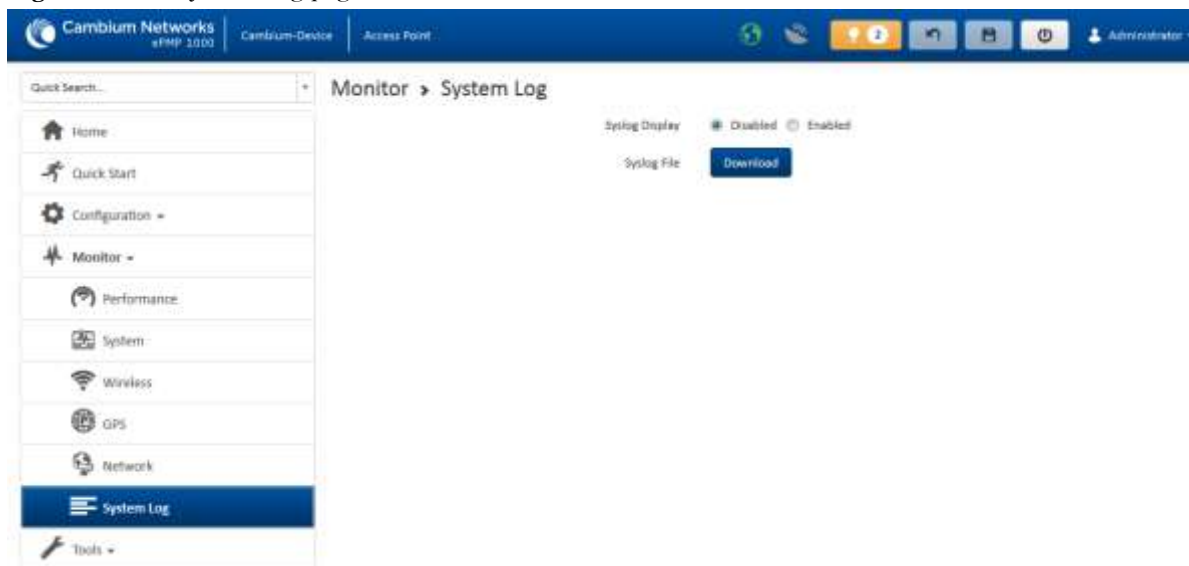 Cambium Networks
ePMP 1000
Cambium-Device
Access Point
2
Administrator
Quick Search...
Monitor > System Log
Syslog Display
Disabled
Enabled
Syslog File
Download
Home
Quick Start
Configuration
Monitor
Performance
System
Wireless
GPS
Network
System Log
Tools